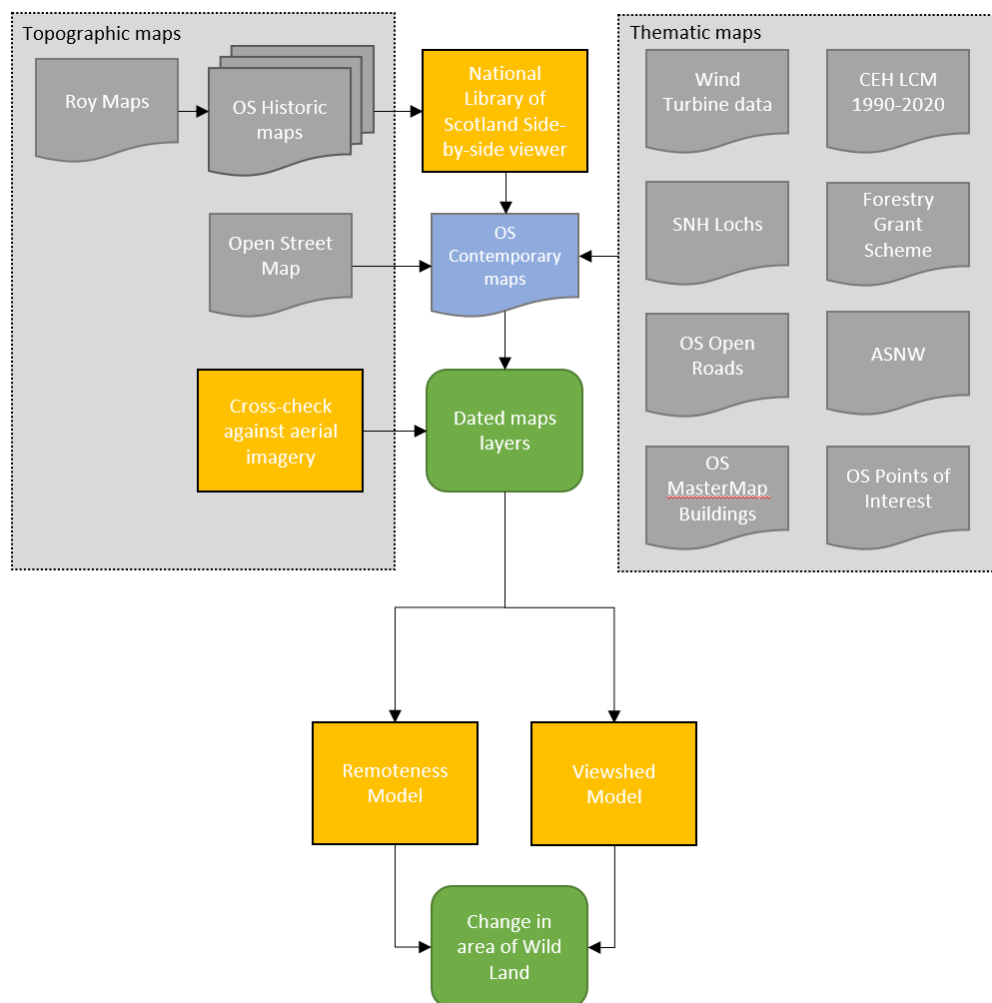 Topographic maps
Roy Maps
OS Historic
maps
National
Library of
Scotland Side-
by-side viewer
Open Street
Map
OS
Contemporary
maps
Cross-check
against aerial
imagery
Dated maps
layers
Thematic maps
Wind
Turbine data
CEH LCM
1990-2020
SNH Lochs
Forestry
Grant
Scheme
OS Open
Roads
ASNW
OS
MasterMap
Buildings
OS Points of
Interest
Remoteness
Model
Viewshed
Model
Change in
area of Wild
Land